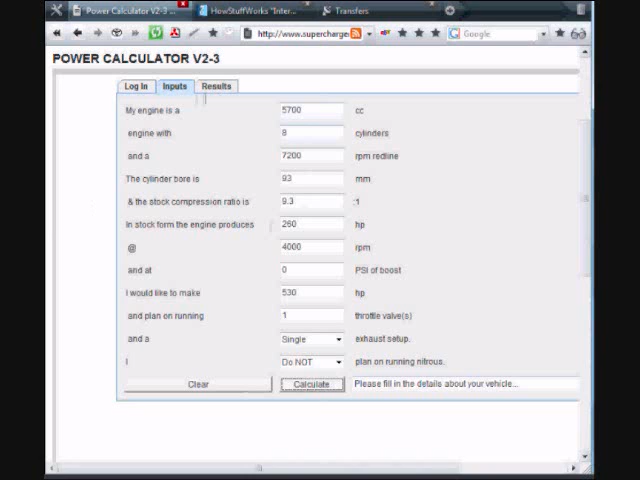 Power Calculator V2-3 ... HowStuffWorks "Inter... Transfers
http://www.supercharger Google
POWER CALCULATOR V2-3
Log In Inputs Results
My engine is a 5700 cc
engine with 8 cylinders
and a 7200 rpm redline
The cylinder bore is 93 mm
& the stock compression ratio is 9.3 :1
In stock form the engine produces 260 hp
@ 4000 rpm
and at 0 PSI of boost
I would like to make 530 hp
and plan on running 1 throttle valve(s)
and a Single exhaust setup.
I Do NOT plan on running nitrous.
Clear Calculate Please fill in the details about your vehicle...